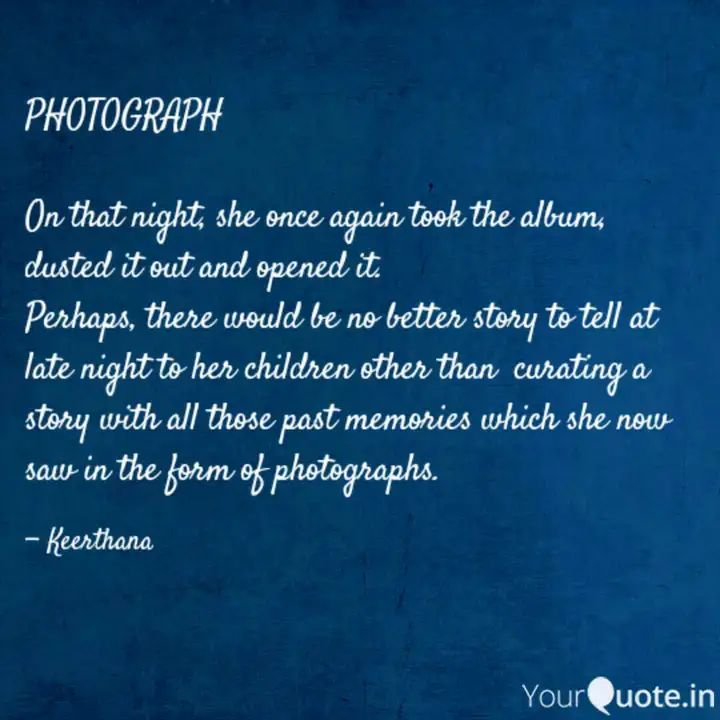 PHOTOGRAPH
On that night, she once again took the album,
dusted it out and opened it.
Perhaps, there would be no better story to tell at
late night to her children other than curating a
story with all those past memories which she now
saw in the form of photographs.
- Keerthana
YourQuote.in